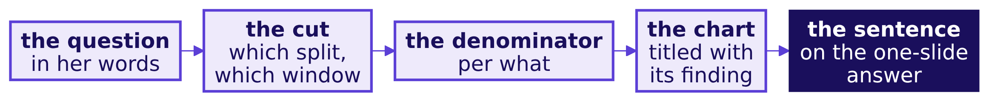 the question
in her words
the cut
which split,
which window
the denominator
per what
the chart
titled with
its finding
the sentence
on the one-slide
answer